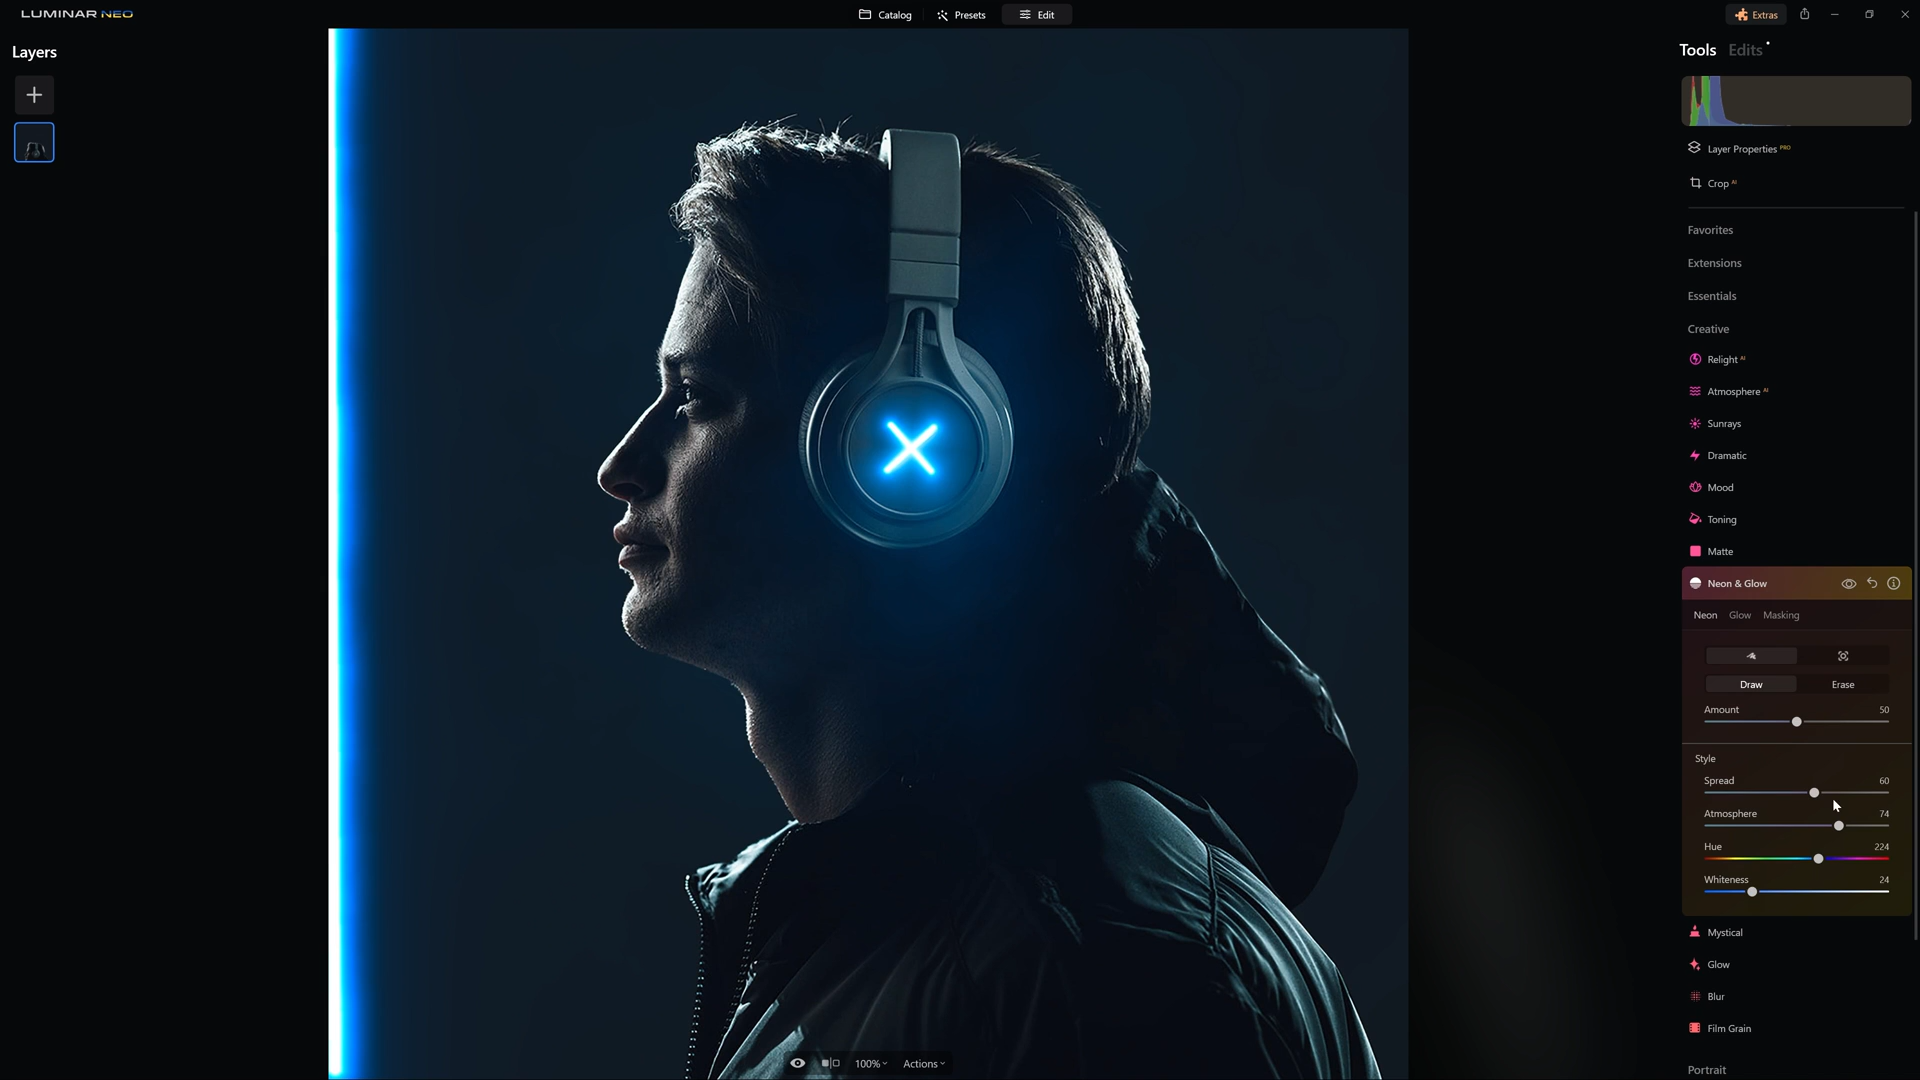 LUMINAR NEO
Catalog
Presets
Edit
Extras
Layers
Tools
Edits
Layer Properties PRO
Crop AI
Favorites
Extensions
Essentials
Creative
Relight AI
Atmosphere AI
Sunrays
Dramatic
Mood
Toning
Matte
Neon & Glow
Neon
Glow
Masking
Draw
Erase
Amount 50
Style
Spread 60
Atmosphere 74
Hue 224
Whiteness 24
Mystical
Glow
Blur
Film Grain
Portrait
100%
Actions